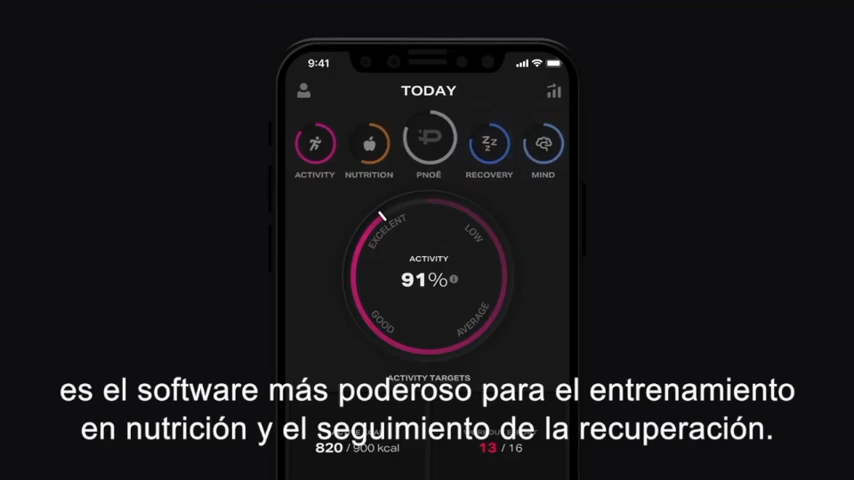 9:41
TODAY
ACTIVITY NUTRITION PNOĒ RECOVERY MIND
EXCELENT
LOW
ACTIVITY
91%
GOOD
AVERAGE
ACTIVITY TARGETS
es el software más poderoso para el entrenamiento
en nutrición y el seguimiento de la recuperación.
820 / 900 kcal
13 / 16